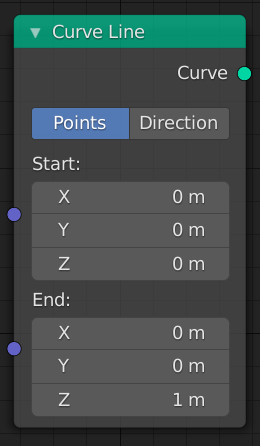 Curve Line
Curve
Points Direction
Start:
X 0 m
Y 0 m
Z 0 m
End:
X 0 m
Y 0 m
Z 1 m